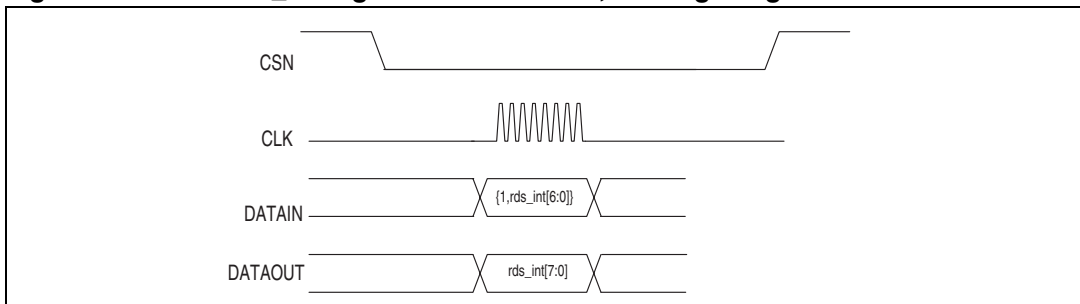 CSN
CLK
{1,rds_int[6:0]}
DATAIN
rds_int[7:0]
DATAOUT